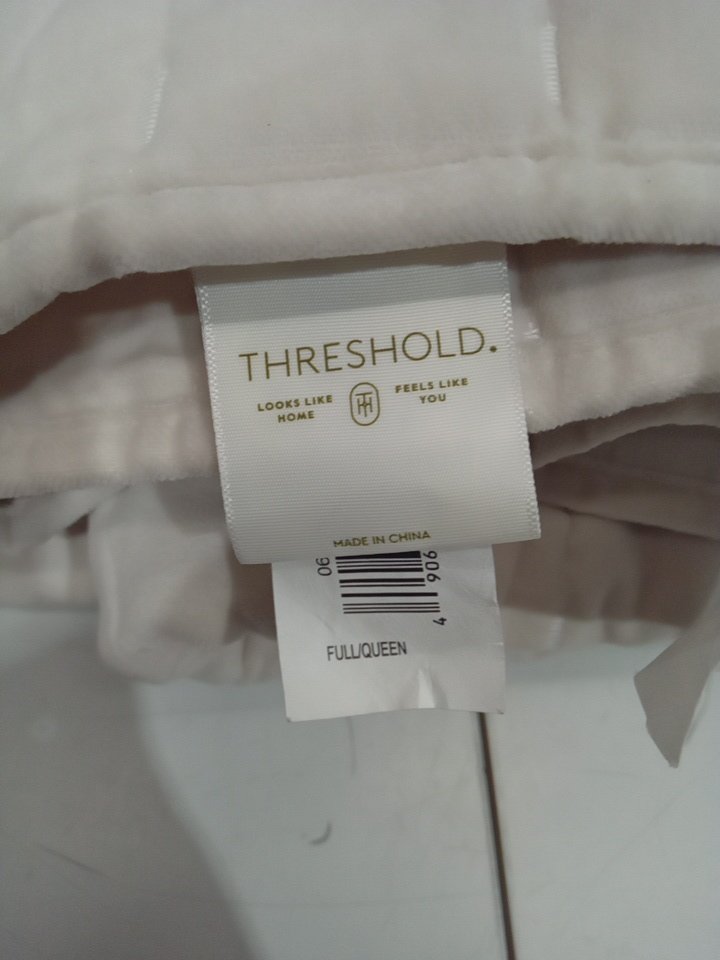 THRESHOLD.
LOOKS LIKE
HOME
FEELS LIKE
YOU
MADE IN CHINA
06
4 906
FULL/QUEEN